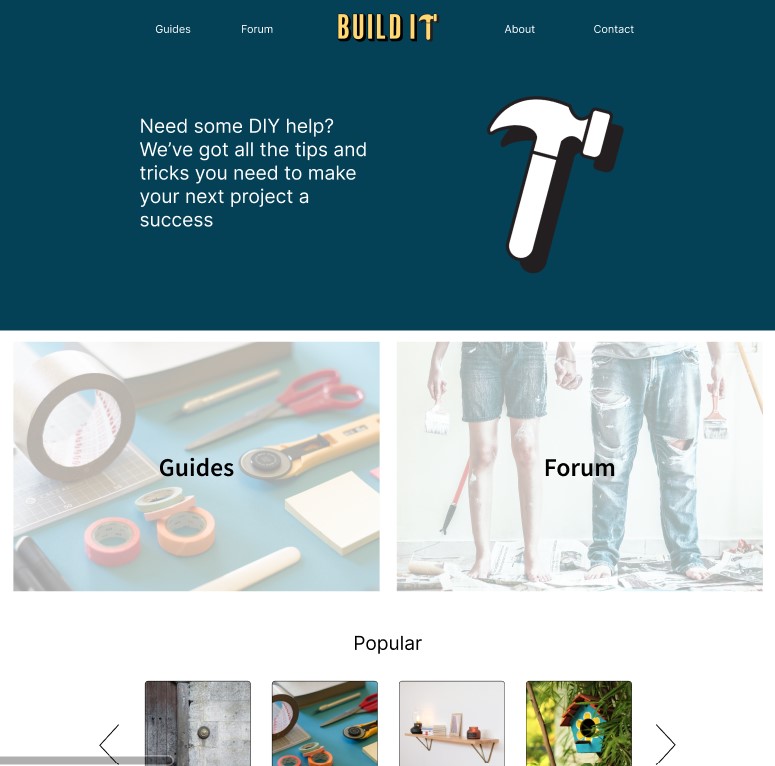 Guides Forum BUILD IT About Contact
Need some DIY help?
We've got all the tips and
tricks you need to make
your next project a
success
Guides
Forum
Popular